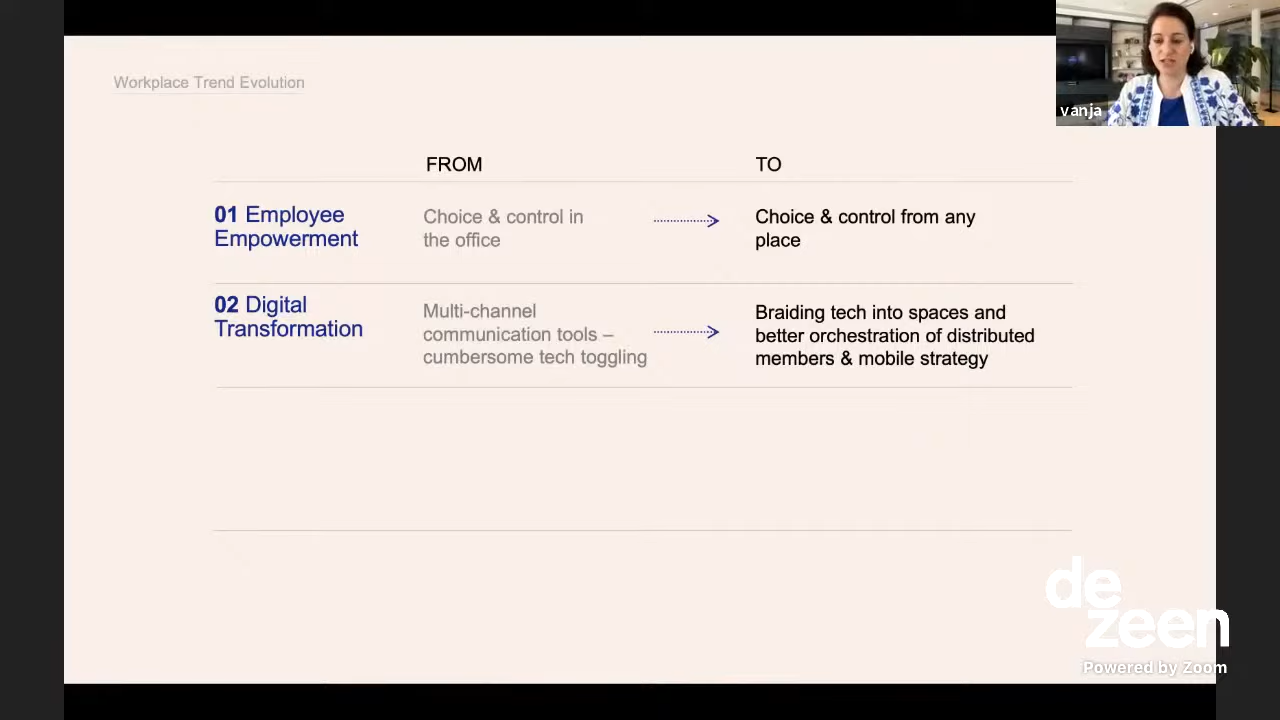 Workplace Trend Evolution
vanja
FROM
TO
01 Employee
Empowerment
Choice & control in
the office
Choice & control from any
place
02 Digital
Transformation
Multi-channel
communication tools –
cumbersome tech toggling
Braiding tech into spaces and
better orchestration of distributed
members & mobile strategy
de
zeen
Powered by Zoom